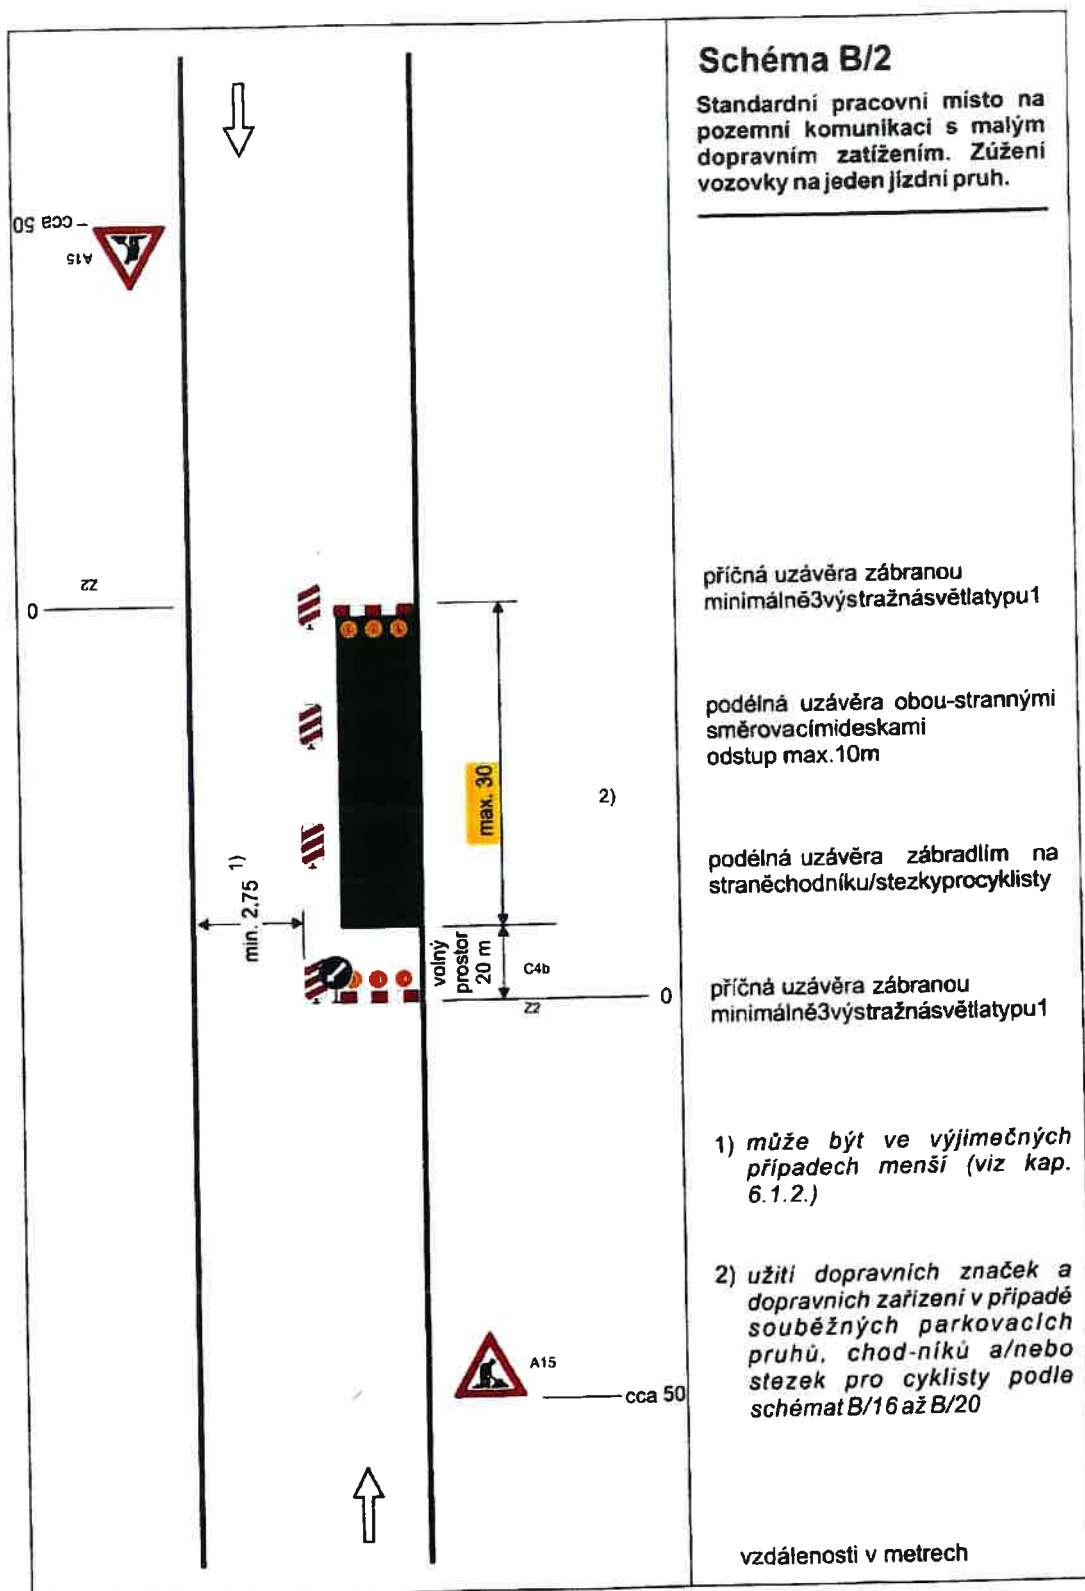 Schéma B/2
Standardní pracovní místo na
pozemní komunikaci s malým
dopravním zatížením. Zúžení
vozovky na jeden jízdní pruh.
cca 50
A15
Z2
0
příčná uzávěra zábranou
minimálně3výstražnásvětlatypu1
podélná uzávěra obou-strannými
směrovacímideskami
odstup max.10m
max. 30
2)
podélná uzávěra zábradlím na
straněchodníku/stezkyprocyklisty
min. 2,75 1)
volný
prostor
20 m
C4b
Z2
0
příčná uzávěra zábranou
minimálně3výstražnásvětlatypu1
1) může být ve výjimečných
případech menší (viz kap.
6.1.2.)
2) užití dopravních značek a
dopravních zařízení v případě
souběžných parkovacích
pruhů, chod-níků a/nebo
stezek pro cyklisty podle
schémat B/16 až B/20
A15
cca 50
vzdálenosti v metrech